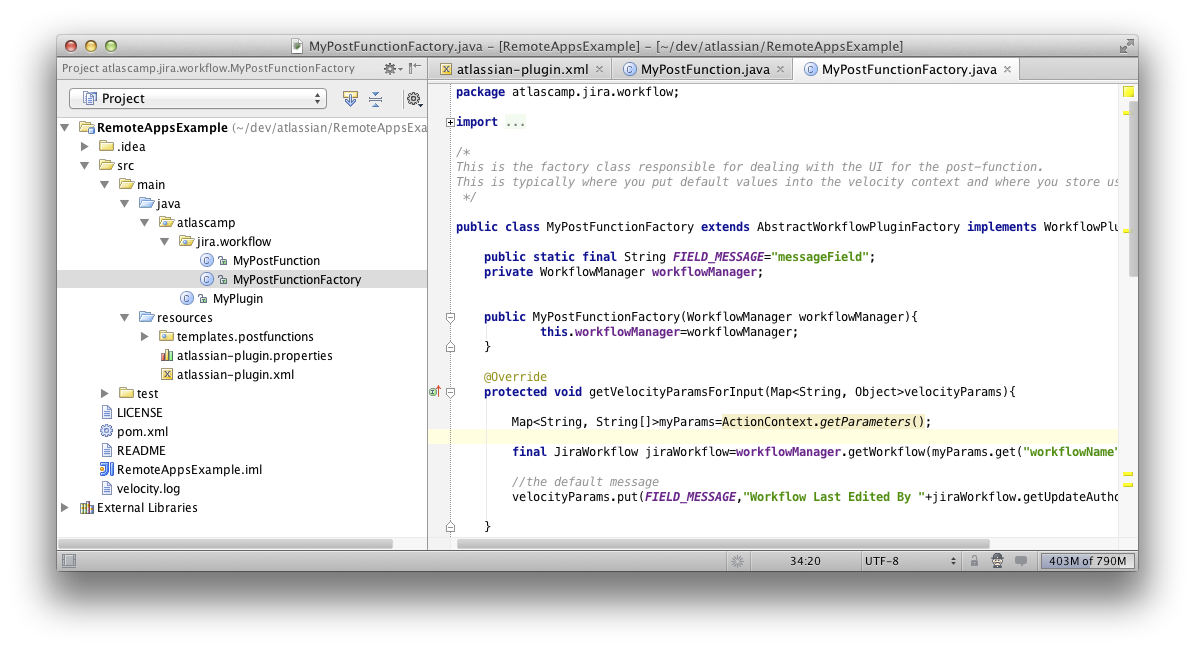 MyPostFunctionFactory.java – [RemoteAppsExample] – [~/dev/atlassian/RemoteAppsExample]
Project atlascamp.jira.workflow.MyPostFunctionFactory
atlassian-plugin.xml
MyPostFunction.java
MyPostFunctionFactory.java
Project
RemoteAppsExample (~/dev/atlassian/RemoteAppsExa
.idea
src
main
java
atlascamp
jira.workflow
MyPostFunction
MyPostFunctionFactory
MyPlugin
resources
templates.postfunctions
atlassian-plugin.properties
atlassian-plugin.xml
test
LICENSE
pom.xml
README
RemoteAppsExample.iml
velocity.log
External Libraries
package atlascamp.jira.workflow;
import ...
/*
This is the factory class responsible for dealing with the UI for the post-function.
This is typically where you put default values into the velocity context and where you store us
*/
public class MyPostFunctionFactory extends AbstractWorkflowPluginFactory implements WorkflowPlu
public static final String FIELD_MESSAGE="messageField";
private WorkflowManager workflowManager;
public MyPostFunctionFactory(WorkflowManager workflowManager){
this.workflowManager=workflowManager;
}
@Override
protected void getVelocityParamsForInput(Map<String, Object>velocityParams){
Map<String, String[]>myParams=ActionContext.getParameters();
final JiraWorkflow jiraWorkflow=workflowManager.getWorkflow(myParams.get("workflowName"
//the default message
velocityParams.put(FIELD_MESSAGE,"Workflow Last Edited By "+jiraWorkflow.getUpdateAutho
}
34:20
UTF-8
403M of 790M